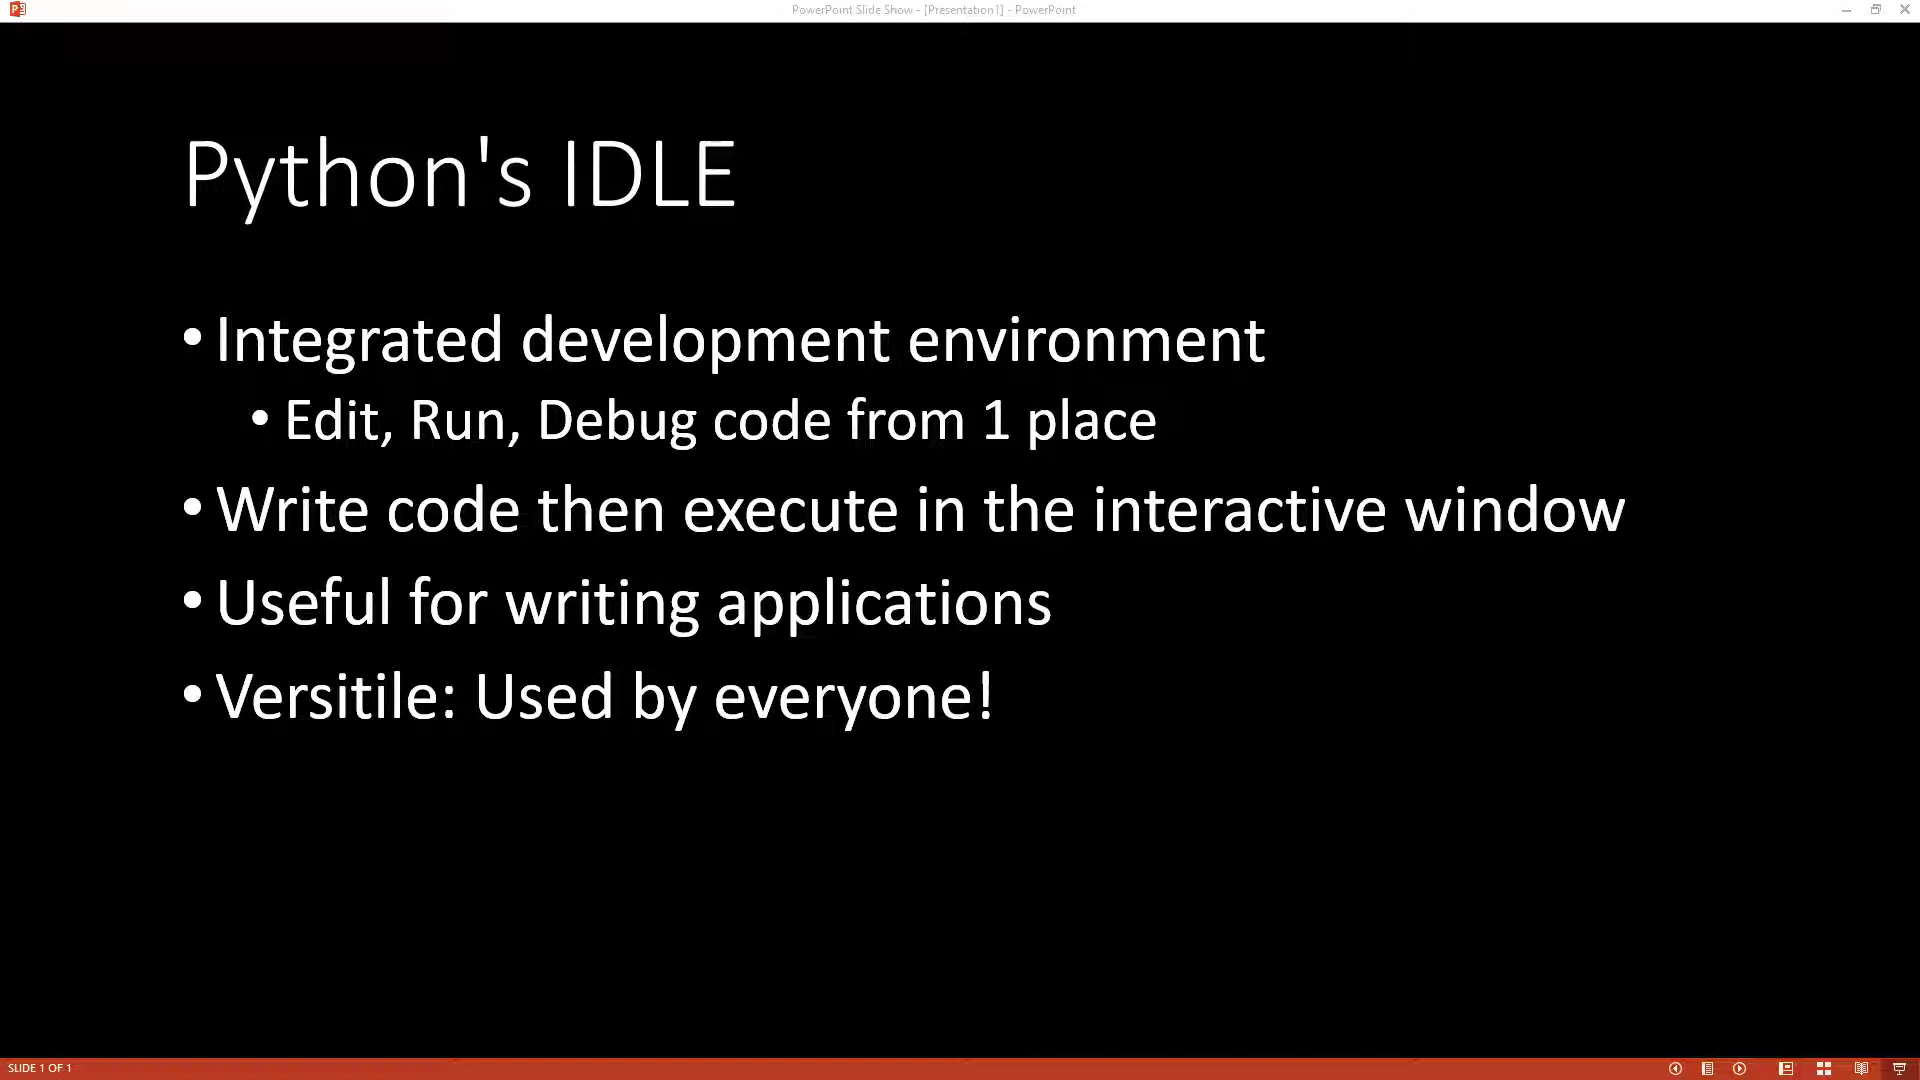 PowerPoint Slide Show - [Presentation1] - PowerPoint
Python's IDLE
• Integrated development environment
• Edit, Run, Debug code from 1 place
• Write code then execute in the interactive window
• Useful for writing applications
• Versitile: Used by everyone!
SLIDE 1 OF 1